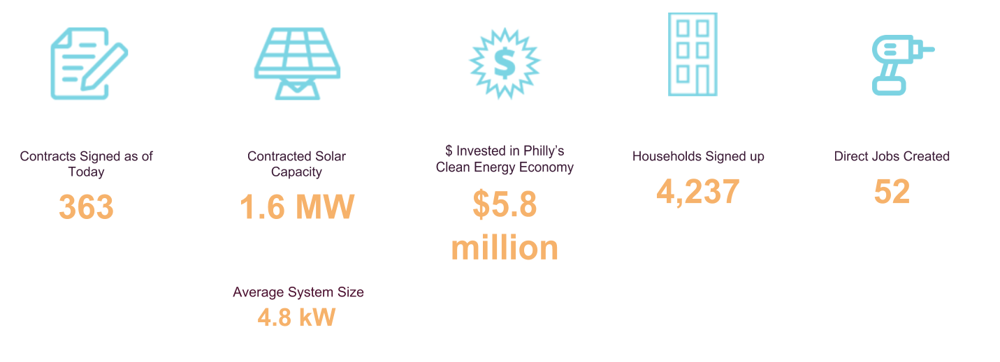 Contracts Signed as of
Today
363
Contracted Solar
Capacity
1.6 MW
Average System Size
4.8 kW
$
$ Invested in Philly’s
Clean Energy Economy
$5.8
million
Households Signed up
4,237
Direct Jobs Created
52